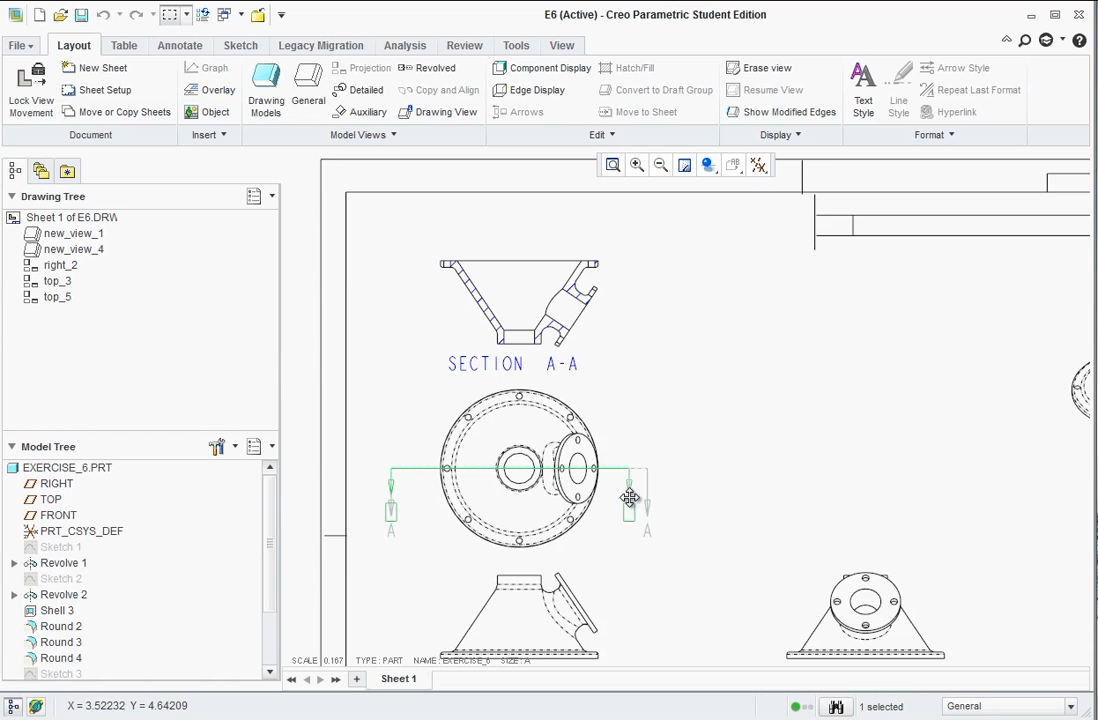 E6 (Active) - Creo Parametric Student Edition
File Layout Table Annotate Sketch Legacy Migration Analysis Review Tools View
Lock View Movement
New Sheet
Sheet Setup
Move or Copy Sheets
Document
Graph
Overlay
Object
Insert
Drawing Models
General
Projection
Detailed
Auxiliary
Revolved
Copy and Align
Drawing View
Model Views
Component Display
Edge Display
Arrows
Hatch/Fill
Convert to Draft Group
Move to Sheet
Edit
Erase view
Resume View
Show Modified Edges
Display
Text Style
Line Style
Arrow Style
Repeat Last Format
Hyperlink
Format
Drawing Tree
Sheet 1 of E6.DRW
new_view_1
new_view_4
right_2
top_3
top_5
Model Tree
EXERCISE_6.PRT
RIGHT
TOP
FRONT
PRT_CSYS_DEF
Sketch 1
Revolve 1
Sketch 2
Revolve 2
Shell 3
Round 2
Round 3
Round 4
Sketch 3
AB
SECTION A-A
A A
SCALE 0.167 TYPE : PART NAME : EXERCISE_6 SIZE : A
Sheet 1
X = 3.52232 Y = 4.64209
1 selected
General